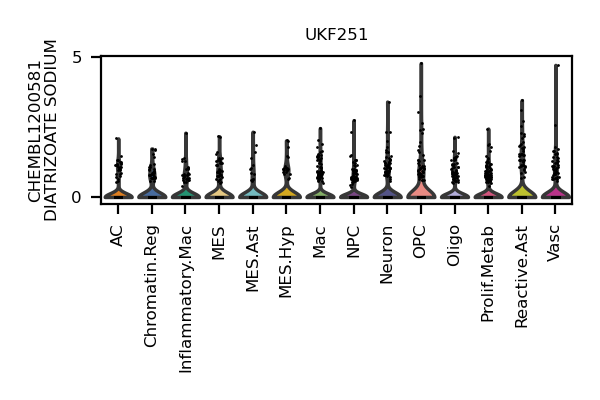 UKF251
CHEMBL1200581
DIATRIZOATE SODIUM
5
0
AC
Chromatin.Reg
Inflammatory.Mac
MES
MES.Ast
MES.Hyp
Mac
NPC
Neuron
OPC
Oligo
Prolif.Metab
Reactive.Ast
Vasc